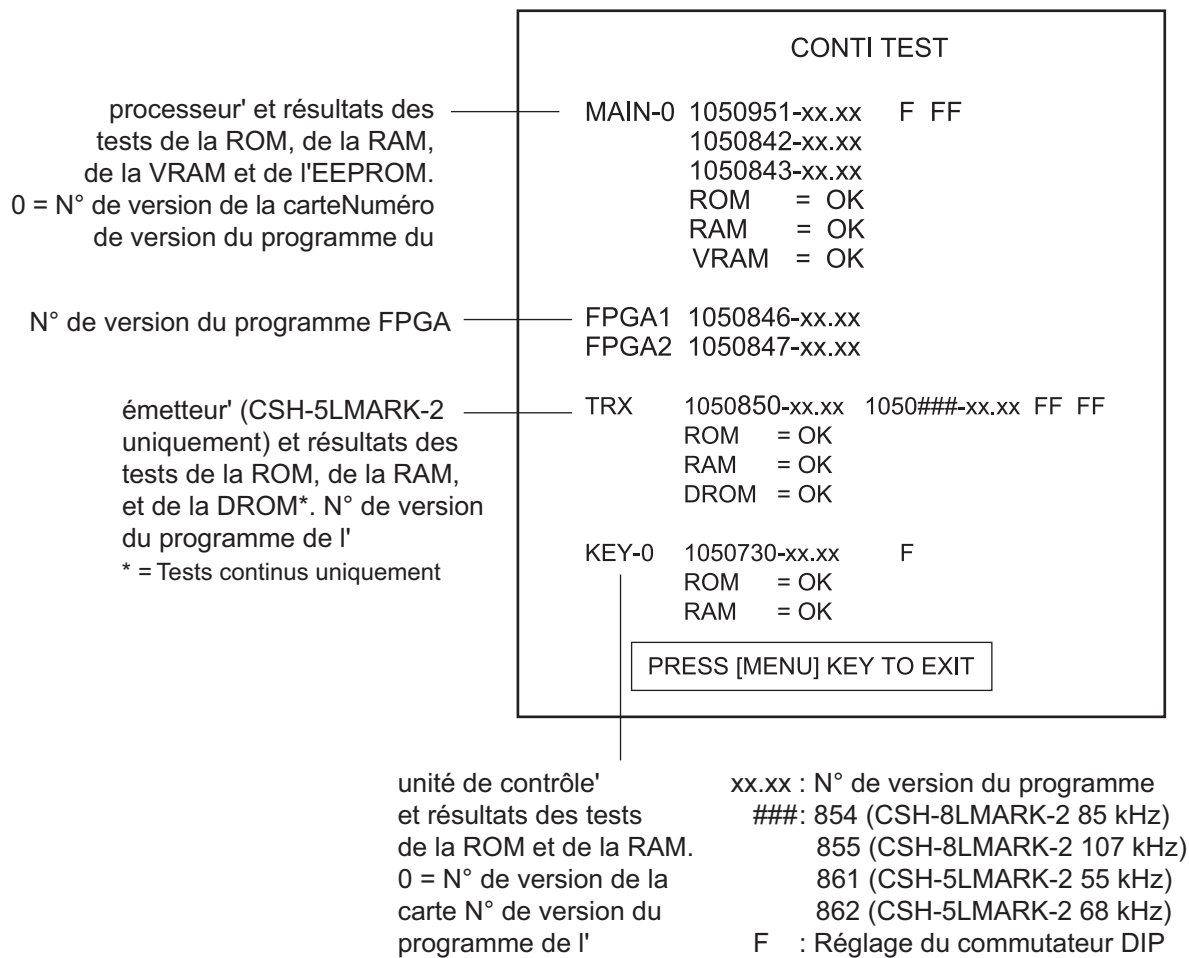 CONTI TEST
processeur' et résultats des
tests de la ROM, de la RAM,
de la VRAM et de l'EEPROM.
0 = N° de version de la carteNuméro
de version du programme du
MAIN-0 1050951-xx.xx F FF
1050842-xx.xx
1050843-xx.xx
ROM = OK
RAM = OK
VRAM = OK
N° de version du programme FPGA
FPGA1 1050846-xx.xx
FPGA2 1050847-xx.xx
émetteur' (CSH-5LMARK-2
uniquement) et résultats des
tests de la ROM, de la RAM,
et de la DROM*. N° de version
du programme de l'
* = Tests continus uniquement
TRX 1050850-xx.xx 1050###-xx.xx FF FF
ROM = OK
RAM = OK
DROM = OK
KEY-0 1050730-xx.xx F
ROM = OK
RAM = OK
PRESS [MENU] KEY TO EXIT
unité de contrôle'
et résultats des tests
de la ROM et de la RAM.
0 = N° de version de la
carte N° de version du
programme de l'
xx.xx : N° de version du programme
###: 854 (CSH-8LMARK-2 85 kHz)
855 (CSH-8LMARK-2 107 kHz)
861 (CSH-5LMARK-2 55 kHz)
862 (CSH-5LMARK-2 68 kHz)
F : Réglage du commutateur DIP